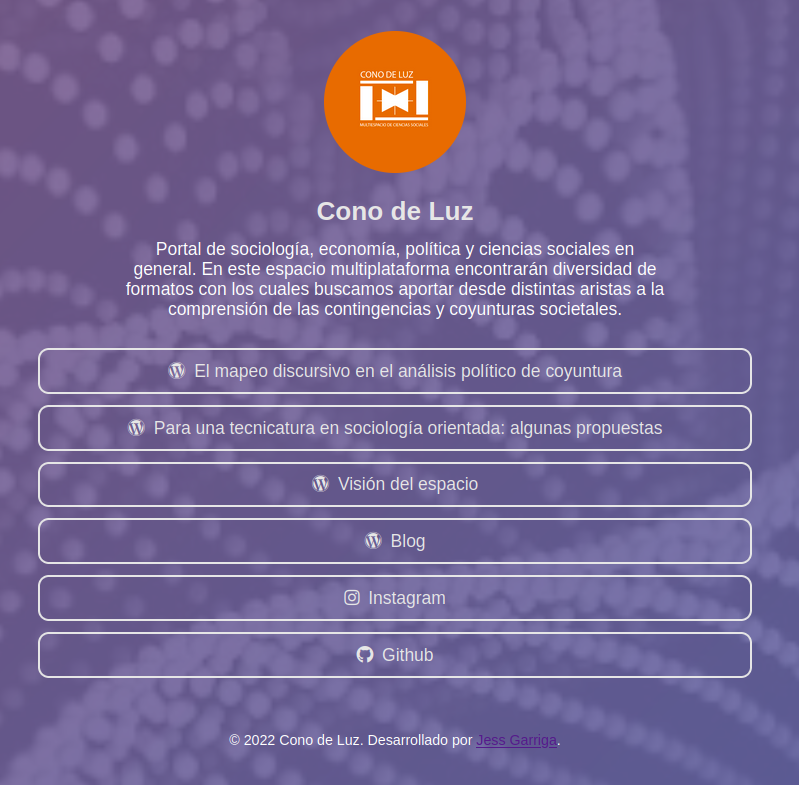 CONO DE LUZ
MULTIESPACIO DE CIENCIAS SOCIALES
Cono de Luz
Portal de sociología, economía, política y ciencias sociales en
general. En este espacio multiplataforma encontrarán diversidad de
formatos con los cuales buscamos aportar desde distintas aristas a la
comprensión de las contingencias y coyunturas societales.
El mapeo discursivo en el análisis político de coyuntura
Para una tecnicatura en sociología orientada: algunas propuestas
Visión del espacio
Blog
Instagram
Github
© 2022 Cono de Luz. Desarrollado por Jess Garriga.